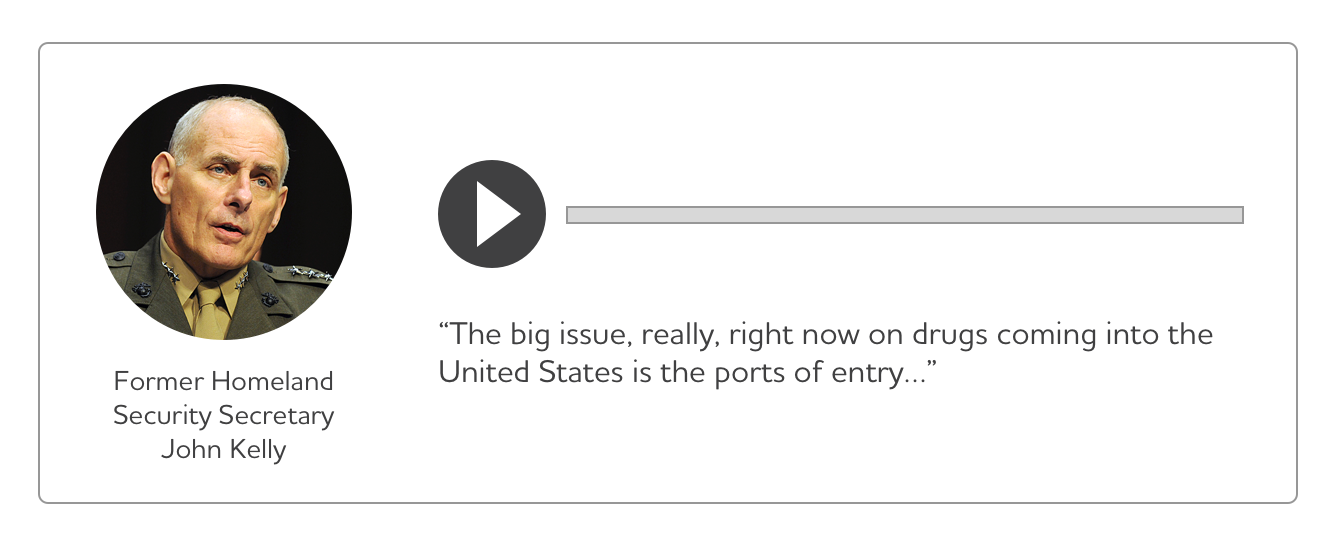 Former Homeland
Security Secretary
John Kelly
“The big issue, really, right now on drugs coming into the
United States is the ports of entry...”